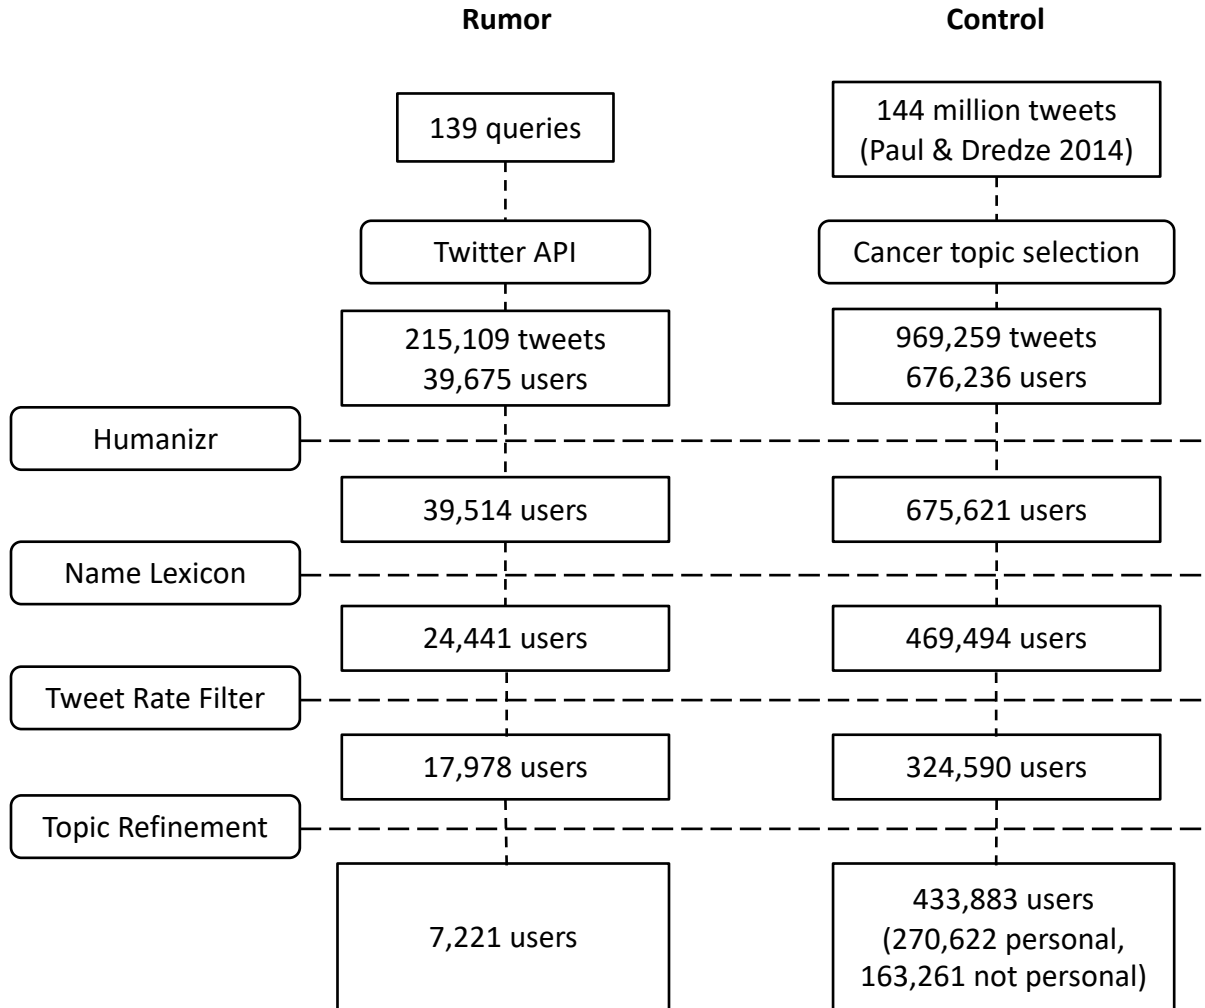 Rumor
Control
139 queries
144 million tweets
(Paul & Dredze 2014)
Twitter API
Cancer topic selection
215,109 tweets
39,675 users
969,259 tweets
676,236 users
Humanizr
39,514 users
675,621 users
Name Lexicon
24,441 users
469,494 users
Tweet Rate Filter
17,978 users
324,590 users
Topic Refinement
7,221 users
433,883 users
(270,622 personal,
163,261 not personal)